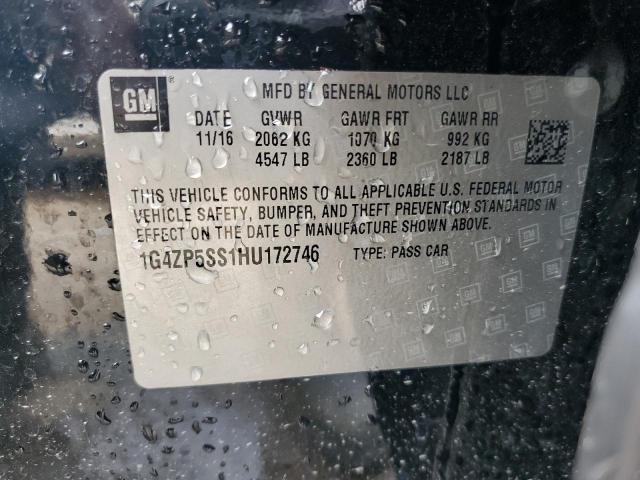 GM ® MFD BY GENERAL MOTORS LLC
DATE GVWR GAWR FRT GAWR RR
11/16 2062 KG 1070 KG 992 KG
4547 LB 2360 LB 2187 LB
THIS VEHICLE CONFORMS TO ALL APPLICABLE U.S. FEDERAL MOTOR
VEHICLE SAFETY, BUMPER, AND THEFT PREVENTION STANDARDS IN
EFFECT ON THE DATE OF MANUFACTURE SHOWN ABOVE.
1G4ZP5SS1HU172746 TYPE: PASS CAR